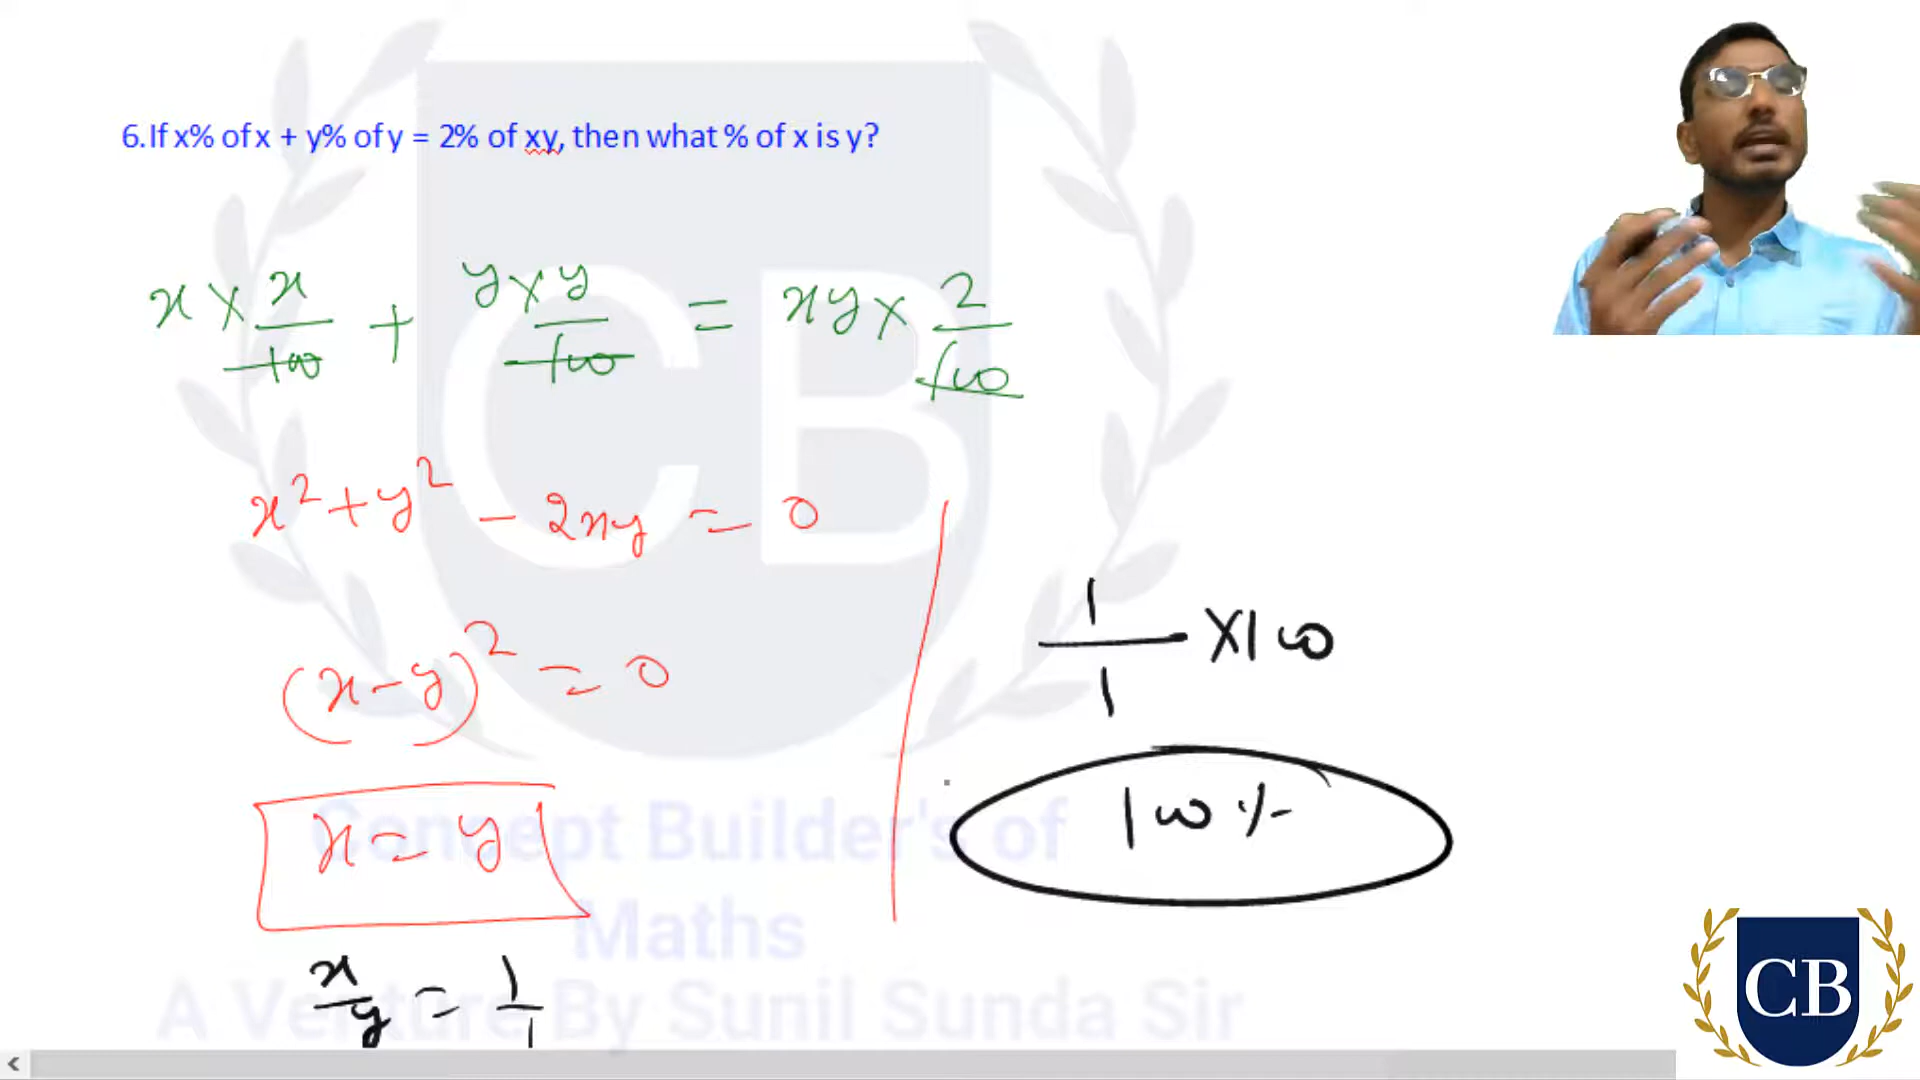 6.If x% of x + y% of y = 2% of xy, then what % of x is y?
x × x/100 + y × y/100 = xy × 2/100
x² + y² - 2xy = 0
(x - y)² = 0
x = y
x/y = 1/1
1/1 × 100
100%
CB
Concept Builder's of
Maths
A Venture By Sunil Sunda Sir
CB